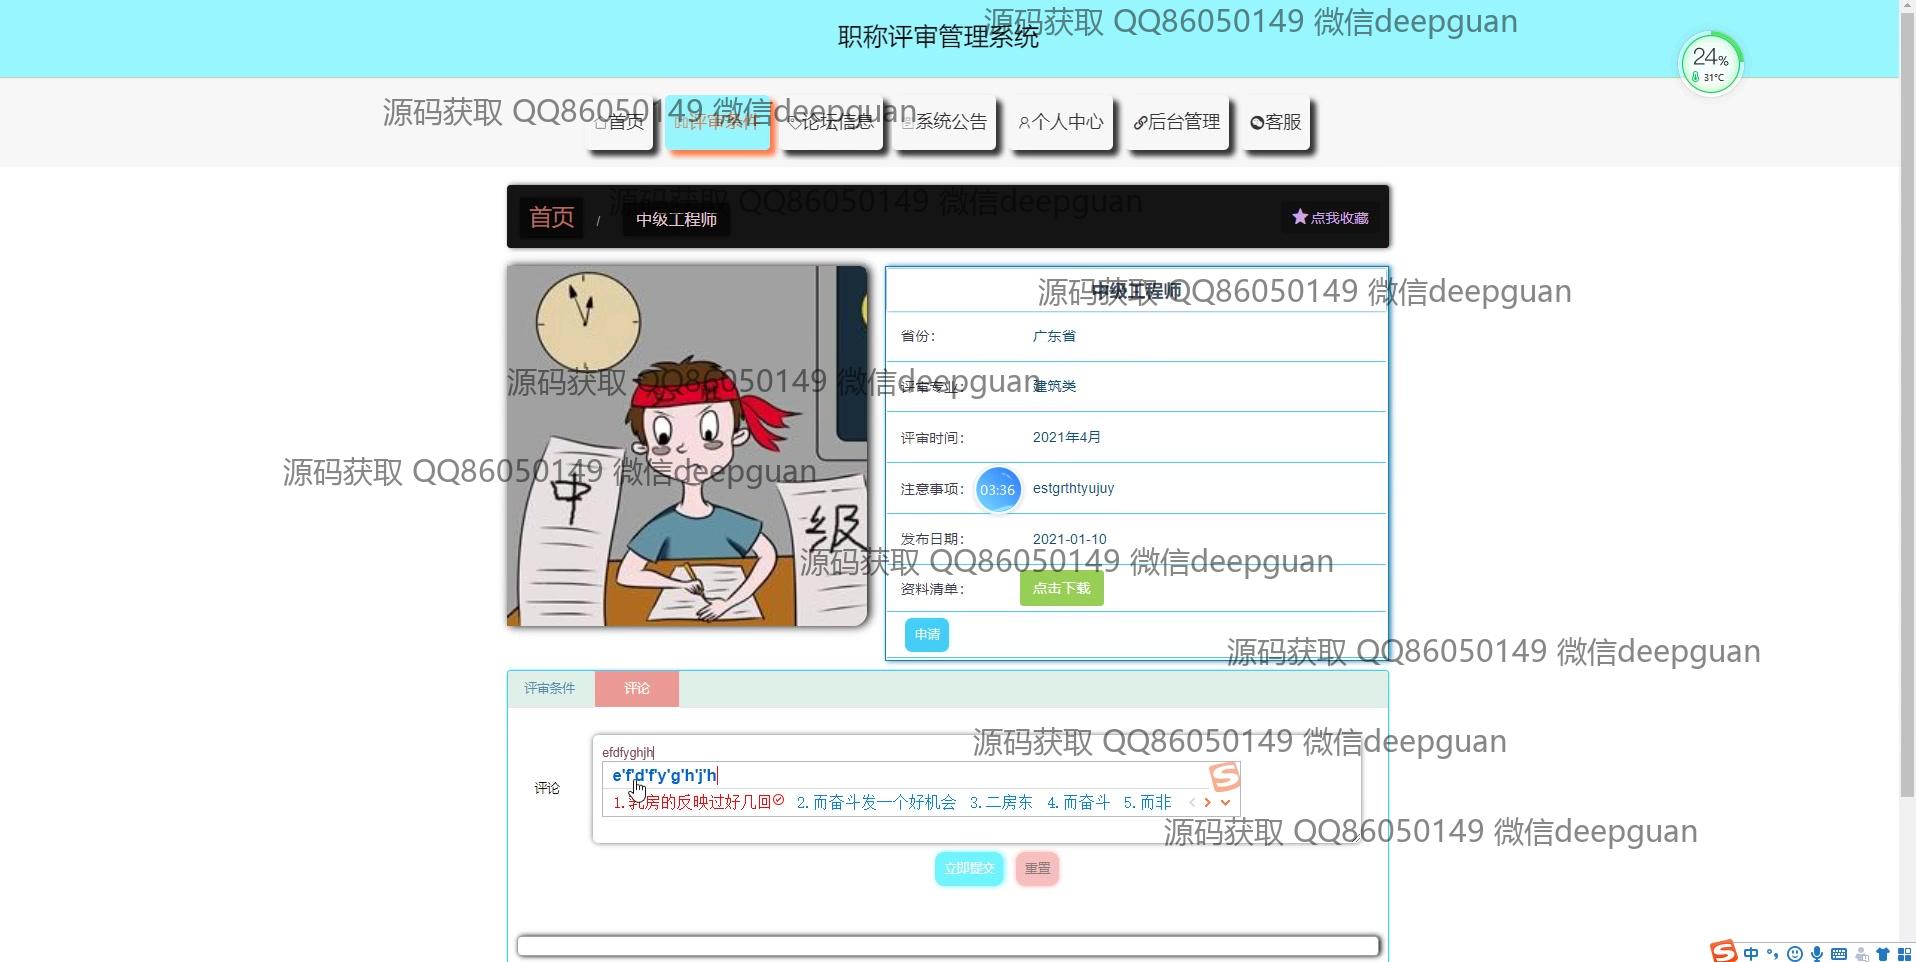 职称评审管理系统
源码获取 QQ86050149 微信deepguan
24%
31°C
源码获取 QQ86050149 微信deepguan
首页 评审条件 论坛信息 系统公告 个人中心 后台管理 客服
源码获取 QQ86050149 微信deepguan
首页 / 中级工程师 点我收藏
中级工程师
源码获取 QQ86050149 微信deepguan
省份: 广东省
源码获取 QQ86050149 微信deepguan
评审专业: 建筑类
评审时间: 2021年4月
源码获取 QQ86050149 微信deepguan
注意事项: 03:36 estgrthtyujuy
中
级
发布日期: 2021-01-10
源码获取 QQ86050149 微信deepguan
资料清单: 点击下载
申请
源码获取 QQ86050149 微信deepguan
评审条件 评论
源码获取 QQ86050149 微信deepguan
efdfyghjh
e'f'd'f'y'g'h'j'h
评论
1.乳房的反映过好几回 2.而奋斗发一个好机会 3.二房东 4.而奋斗 5.而非
源码获取 QQ86050149 微信deepguan
立即提交 重置
中